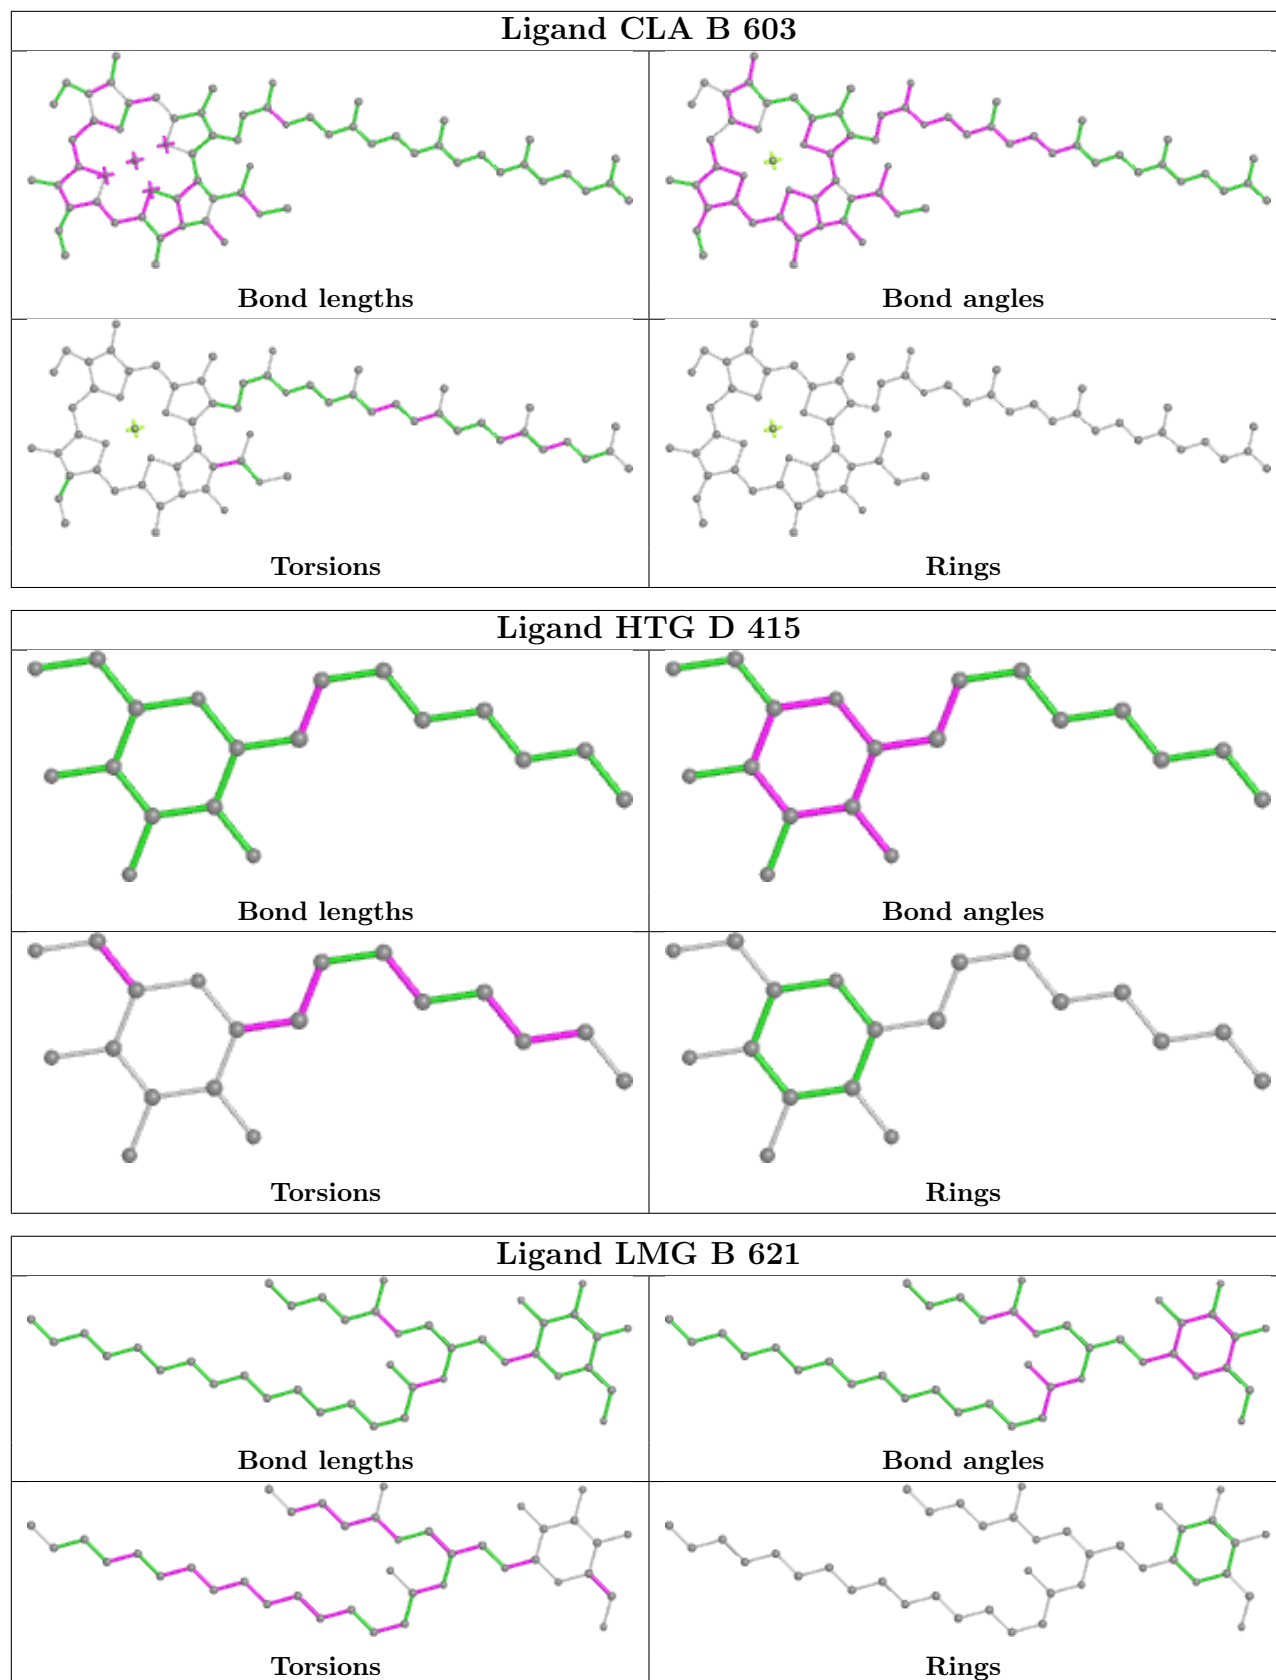 Ligand CLA B 603
Bond lengths
Bond angles
Torsions
Rings
Ligand HTG D 415
Bond lengths
Bond angles
Torsions
Rings
Ligand LMG B 621
Bond lengths
Bond angles
Torsions
Rings